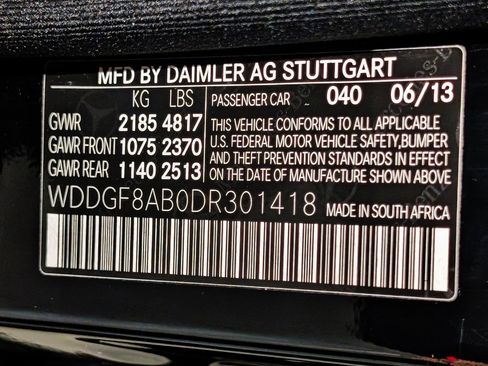 MFD BY DAIMLER AG STUTTGART
KG LBS
GVWR 2185 4817
GAWR FRONT 1075 2370
GAWR REAR 1140 2513
PASSENGER CAR - 040 06/13
THIS VEHICLE CONFORMS TO ALL APPLICABLE
U.S. FEDERAL MOTOR VEHICLE SAFETY,BUMPER
AND THEFT PREVENTION STANDARDS IN EFFECT
ON THE DATE OF MANUFACTURE SHOWN ABOVE
WDDGF8AB0DR301418 MADE IN SOUTH AFRICA